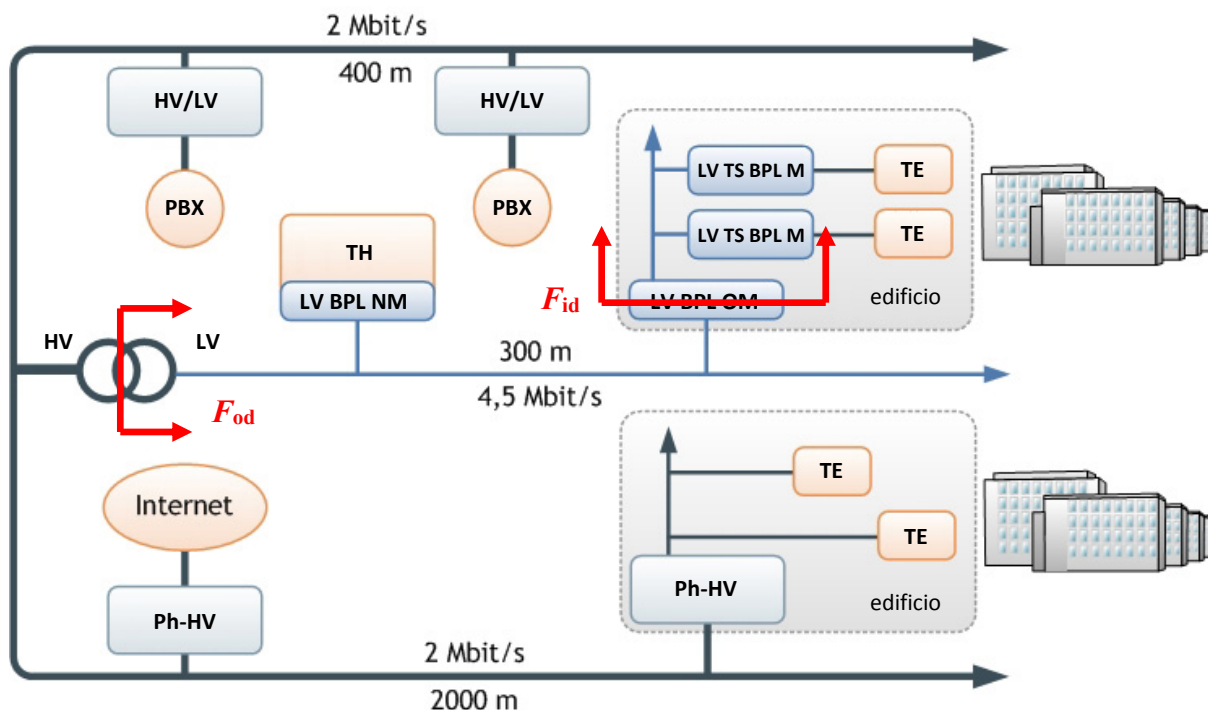 2 Mbit/s
400 m
HV/LV
HV/LV
PBX
PBX
LV TS BPL M
TE
LV TS BPL M
TE
TH
LV BPL NM
F_id
LV BPL OM
edificio
HV
LV
300 m
4,5 Mbit/s
F_od
Internet
TE
TE
Ph-HV
Ph-HV
edificio
2 Mbit/s
2000 m